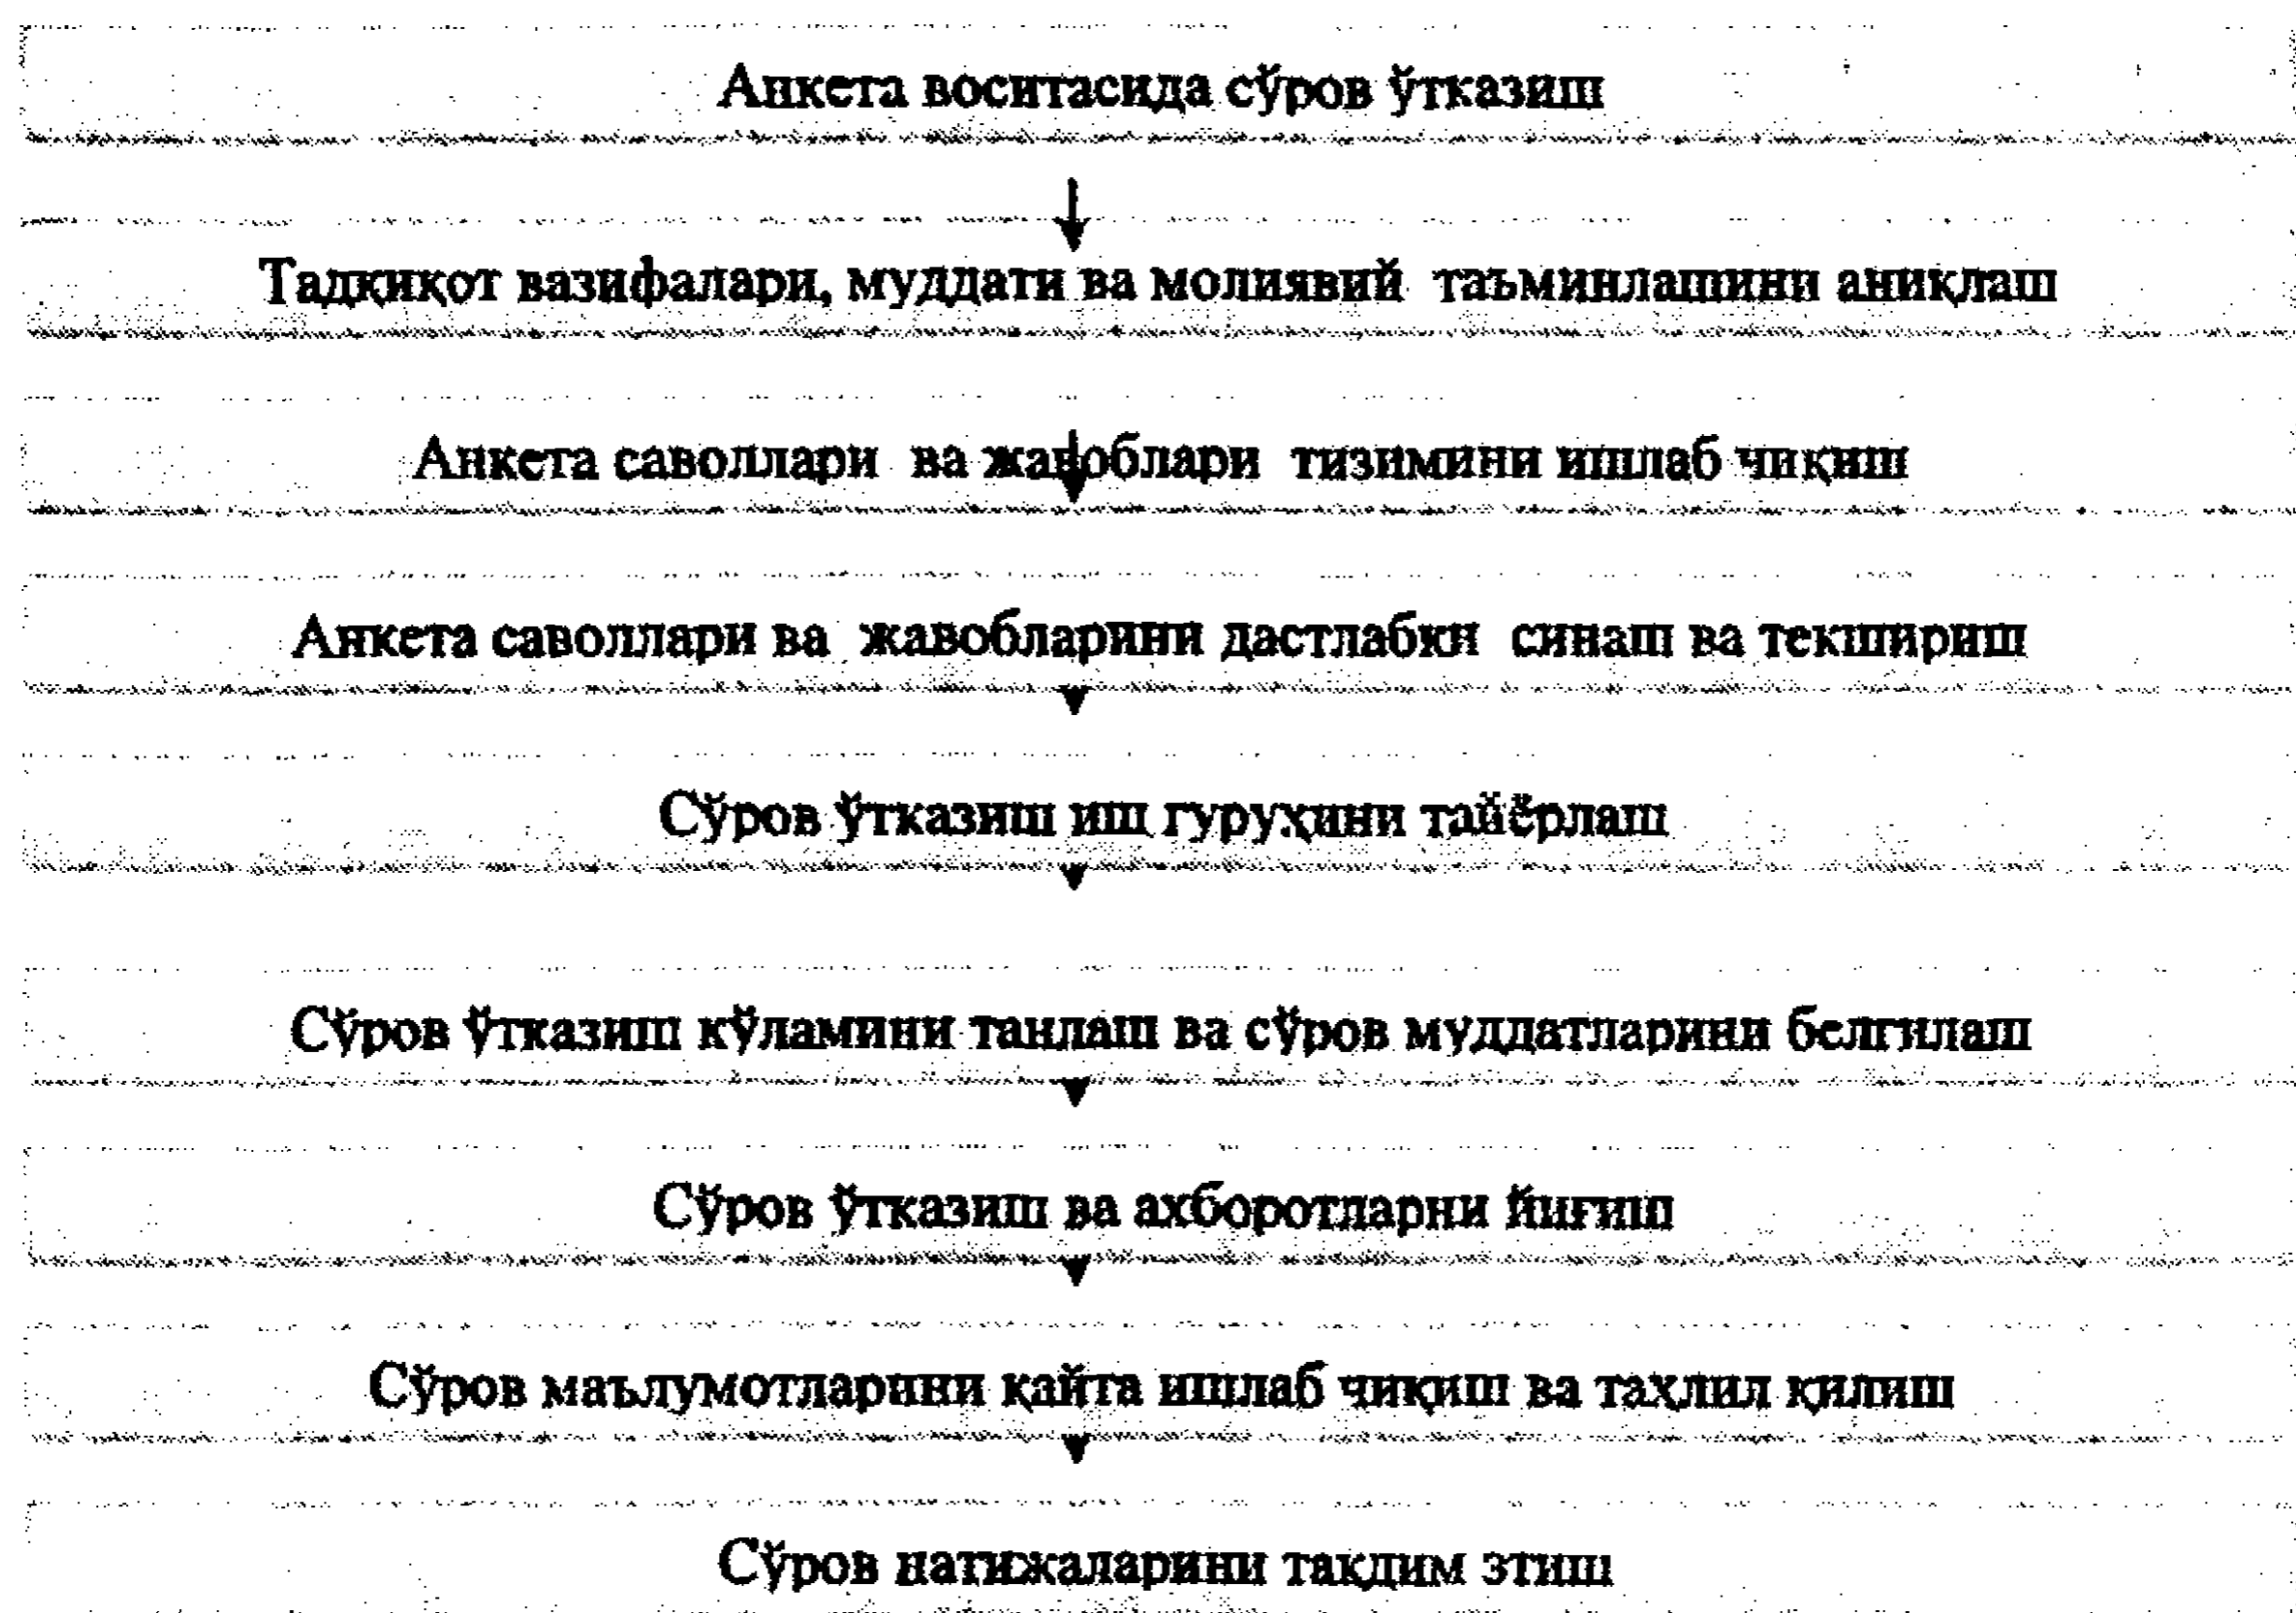 Анкета воситасида сўров ўтказиш
Тадқиқот вазифалари, муддати ва молиявий таъминлашини аниқлаш
Анкета саволлари ва жавоблари тизимини ишлаб чиқиш
Анкета саволлари ва жавобларини дастлабки синаш ва текшириш
Сўров ўтказиш иш гуруҳини тайёрлаш
Сўров ўтказиш кўламини танлаш ва сўров муддатларини белгилаш
Сўров ўтказиш ва ахборотларни йиғиш
Сўров маълумотларини қайта ишлаб чиқиш ва таҳлил қилиш
Сўров натижаларини тақдим этиш